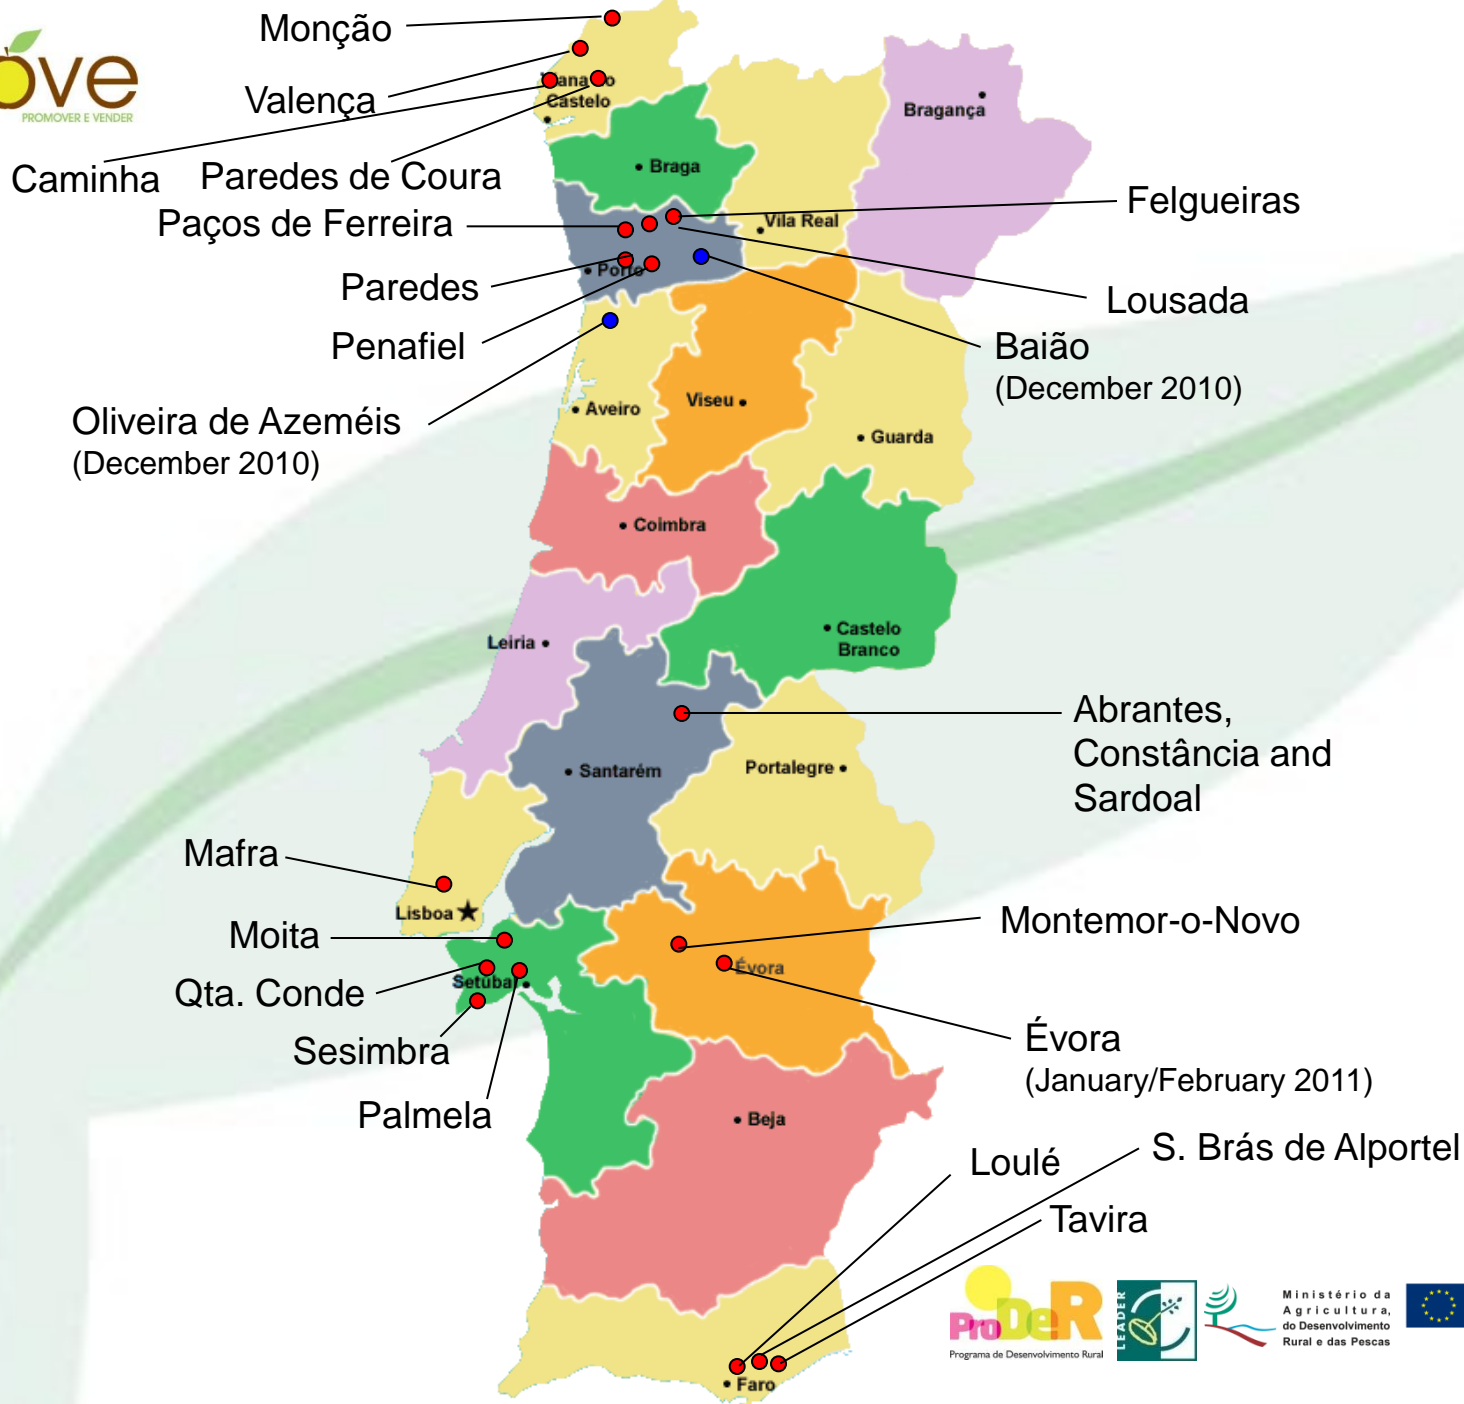 Monção
ove
PROMOVER E VENDER
Valença
Viana do
Castelo
Bragança
Caminha
Paredes de Coura
Braga
Felgueiras
Paços de Ferreira
Vila Real
Porto
Paredes
Lousada
Penafiel
Baião
(December 2010)
Oliveira de Azeméis
(December 2010)
Aveiro
Viseu
Guarda
Coimbra
Leiria
Castelo
Branco
Abrantes,
Constância and
Sardoal
Santarém
Portalegre
Mafra
Lisboa
Moita
Montemor-o-Novo
Qta. Conde
Setúbal
Évora
Sesimbra
Évora
(January/February 2011)
Palmela
Beja
Loulé
S. Brás de Alportel
Tavira
ProDeR
Programa de Desenvolvimento Rural
LEADER
Ministério da
Agricultura,
do Desenvolvimento
Rural e das Pescas
Faro